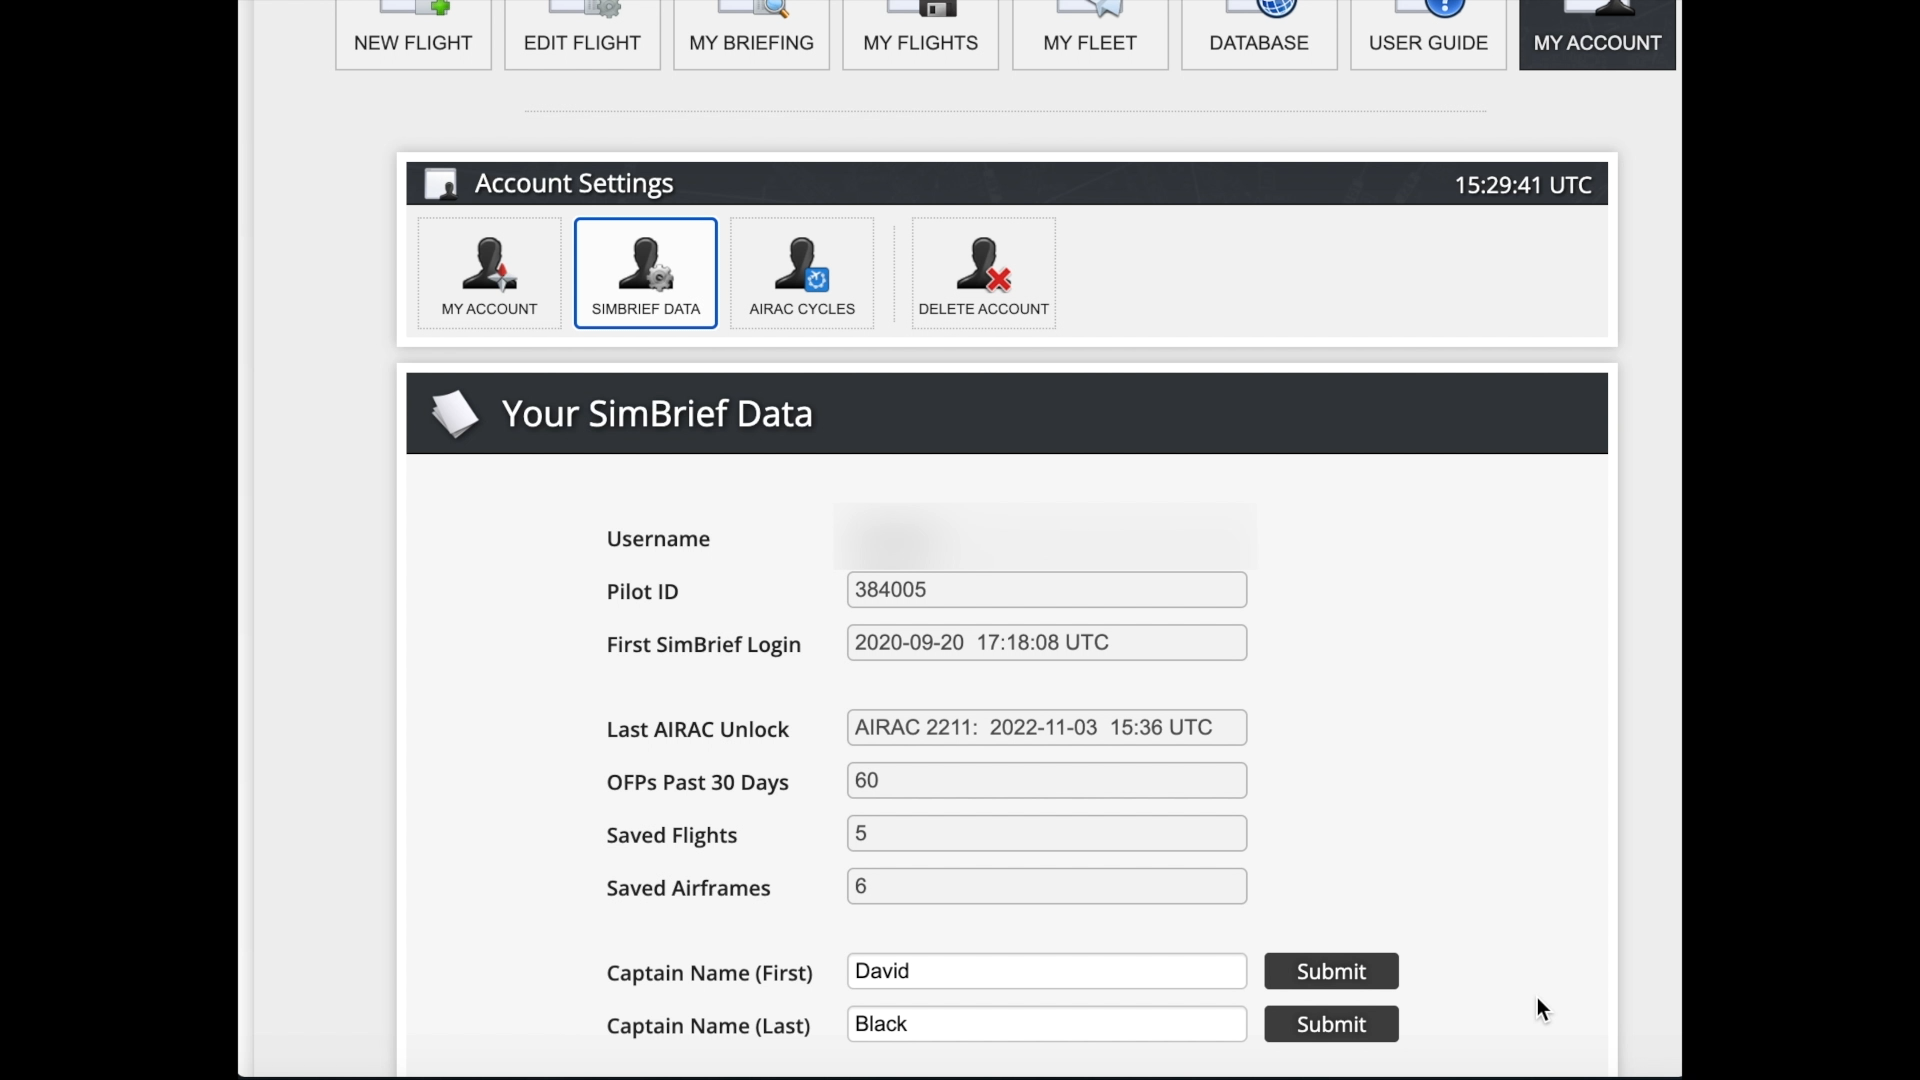 NEW FLIGHT EDIT FLIGHT MY BRIEFING MY FLIGHTS MY FLEET DATABASE USER GUIDE MY ACCOUNT
Account Settings 15:29:41 UTC
MY ACCOUNT SIMBRIEF DATA AIRAC CYCLES DELETE ACCOUNT
Your SimBrief Data
Username
Pilot ID 384005
First SimBrief Login 2020-09-20 17:18:08 UTC
Last AIRAC Unlock AIRAC 2211: 2022-11-03 15:36 UTC
OFPs Past 30 Days 60
Saved Flights 5
Saved Airframes 6
Captain Name (First) David Submit
Captain Name (Last) Black Submit